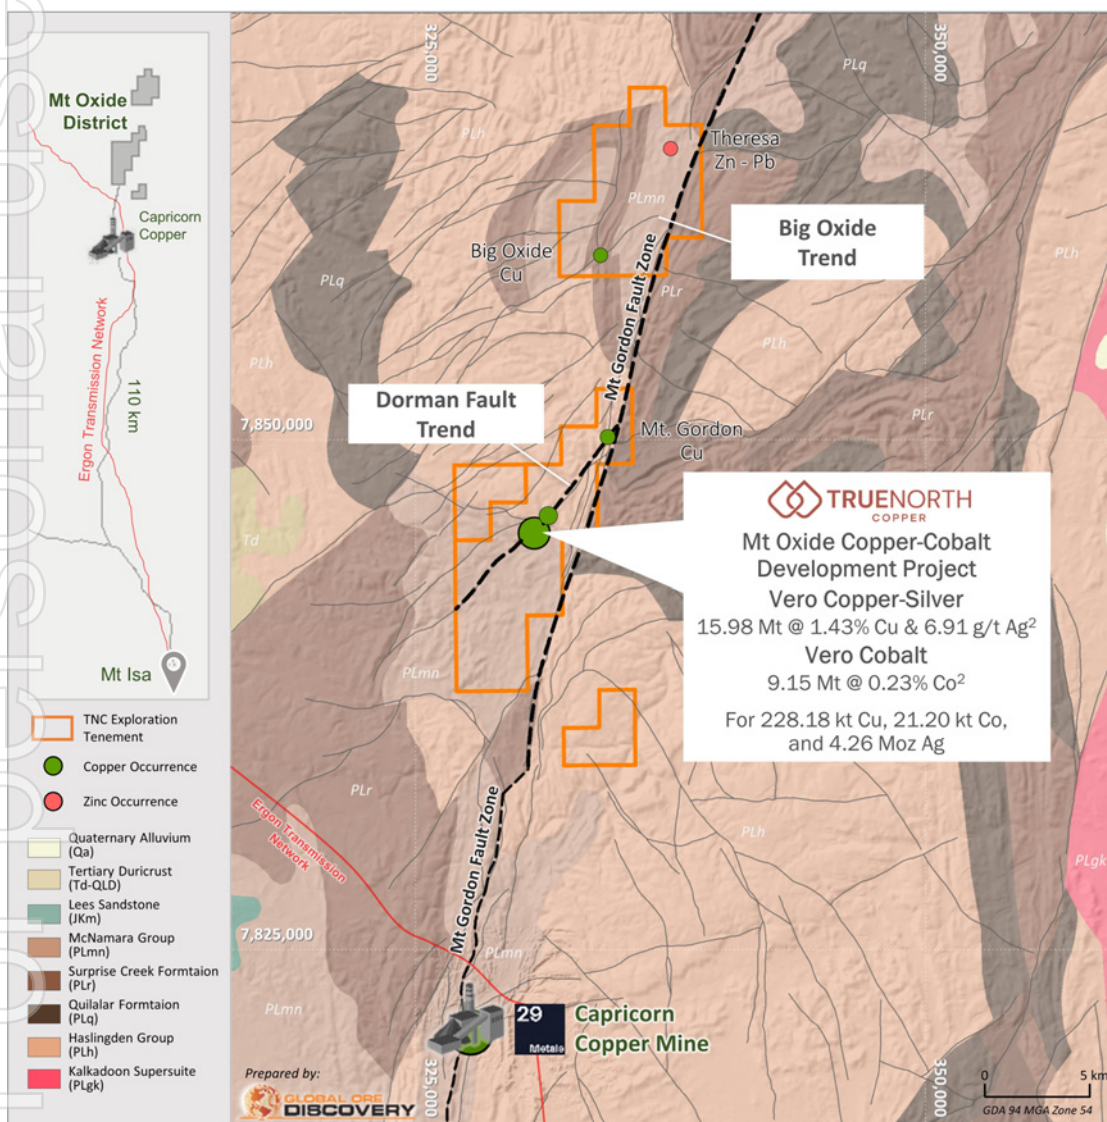 Mt Oxide
District
Capricorn
Copper
Ergon Transmission Network
110 km
Mt Isa
TNC Exploration
Tenement
Copper Occurrence
Zinc Occurrence
Quaternary Alluvium
(Qa)
Tertiary Duricrust
(Td-QLD)
Lees Sandstone
(JKm)
McNamara Group
(PLmn)
Surprise Creek Formtaion
(PLr)
Quilalar Formtaion
(PLq)
Haslingden Group
(PLh)
Kalkadoon Supersuite
(PLgk)
325,000
350,000
PLq
PLh
Theresa
Zn - Pb
PLmn
Big Oxide
Trend
Big Oxide
Cu
PLh
PLq
PLr
Mt Gordon Fault Zone
PLh
PLh
Dorman Fault
Trend
PLr
7,850,000
Mt. Gordon
Cu
TRUENORTH
COPPER
Mt Oxide Copper-Cobalt
Development Project
Vero Copper-Silver
15.98 Mt @ 1.43% Cu & 6.91 g/t Ag²
Vero Cobalt
9.15 Mt @ 0.23% Co²
For 228.18 kt Cu, 21.20 kt Co,
and 4.26 Moz Ag
Td
PLmn
PLr
PLh
PLgk
Ergon Transmission
Network
Mt Gordon Fault Zone
7,825,000
PLmn
PLmn
29
Metals
Capricorn
Copper Mine
Prepared by:
GLOBAL ORE
DISCOVERY
325,000
350,000
0 5 km
GDA 94 MGA Zone 54